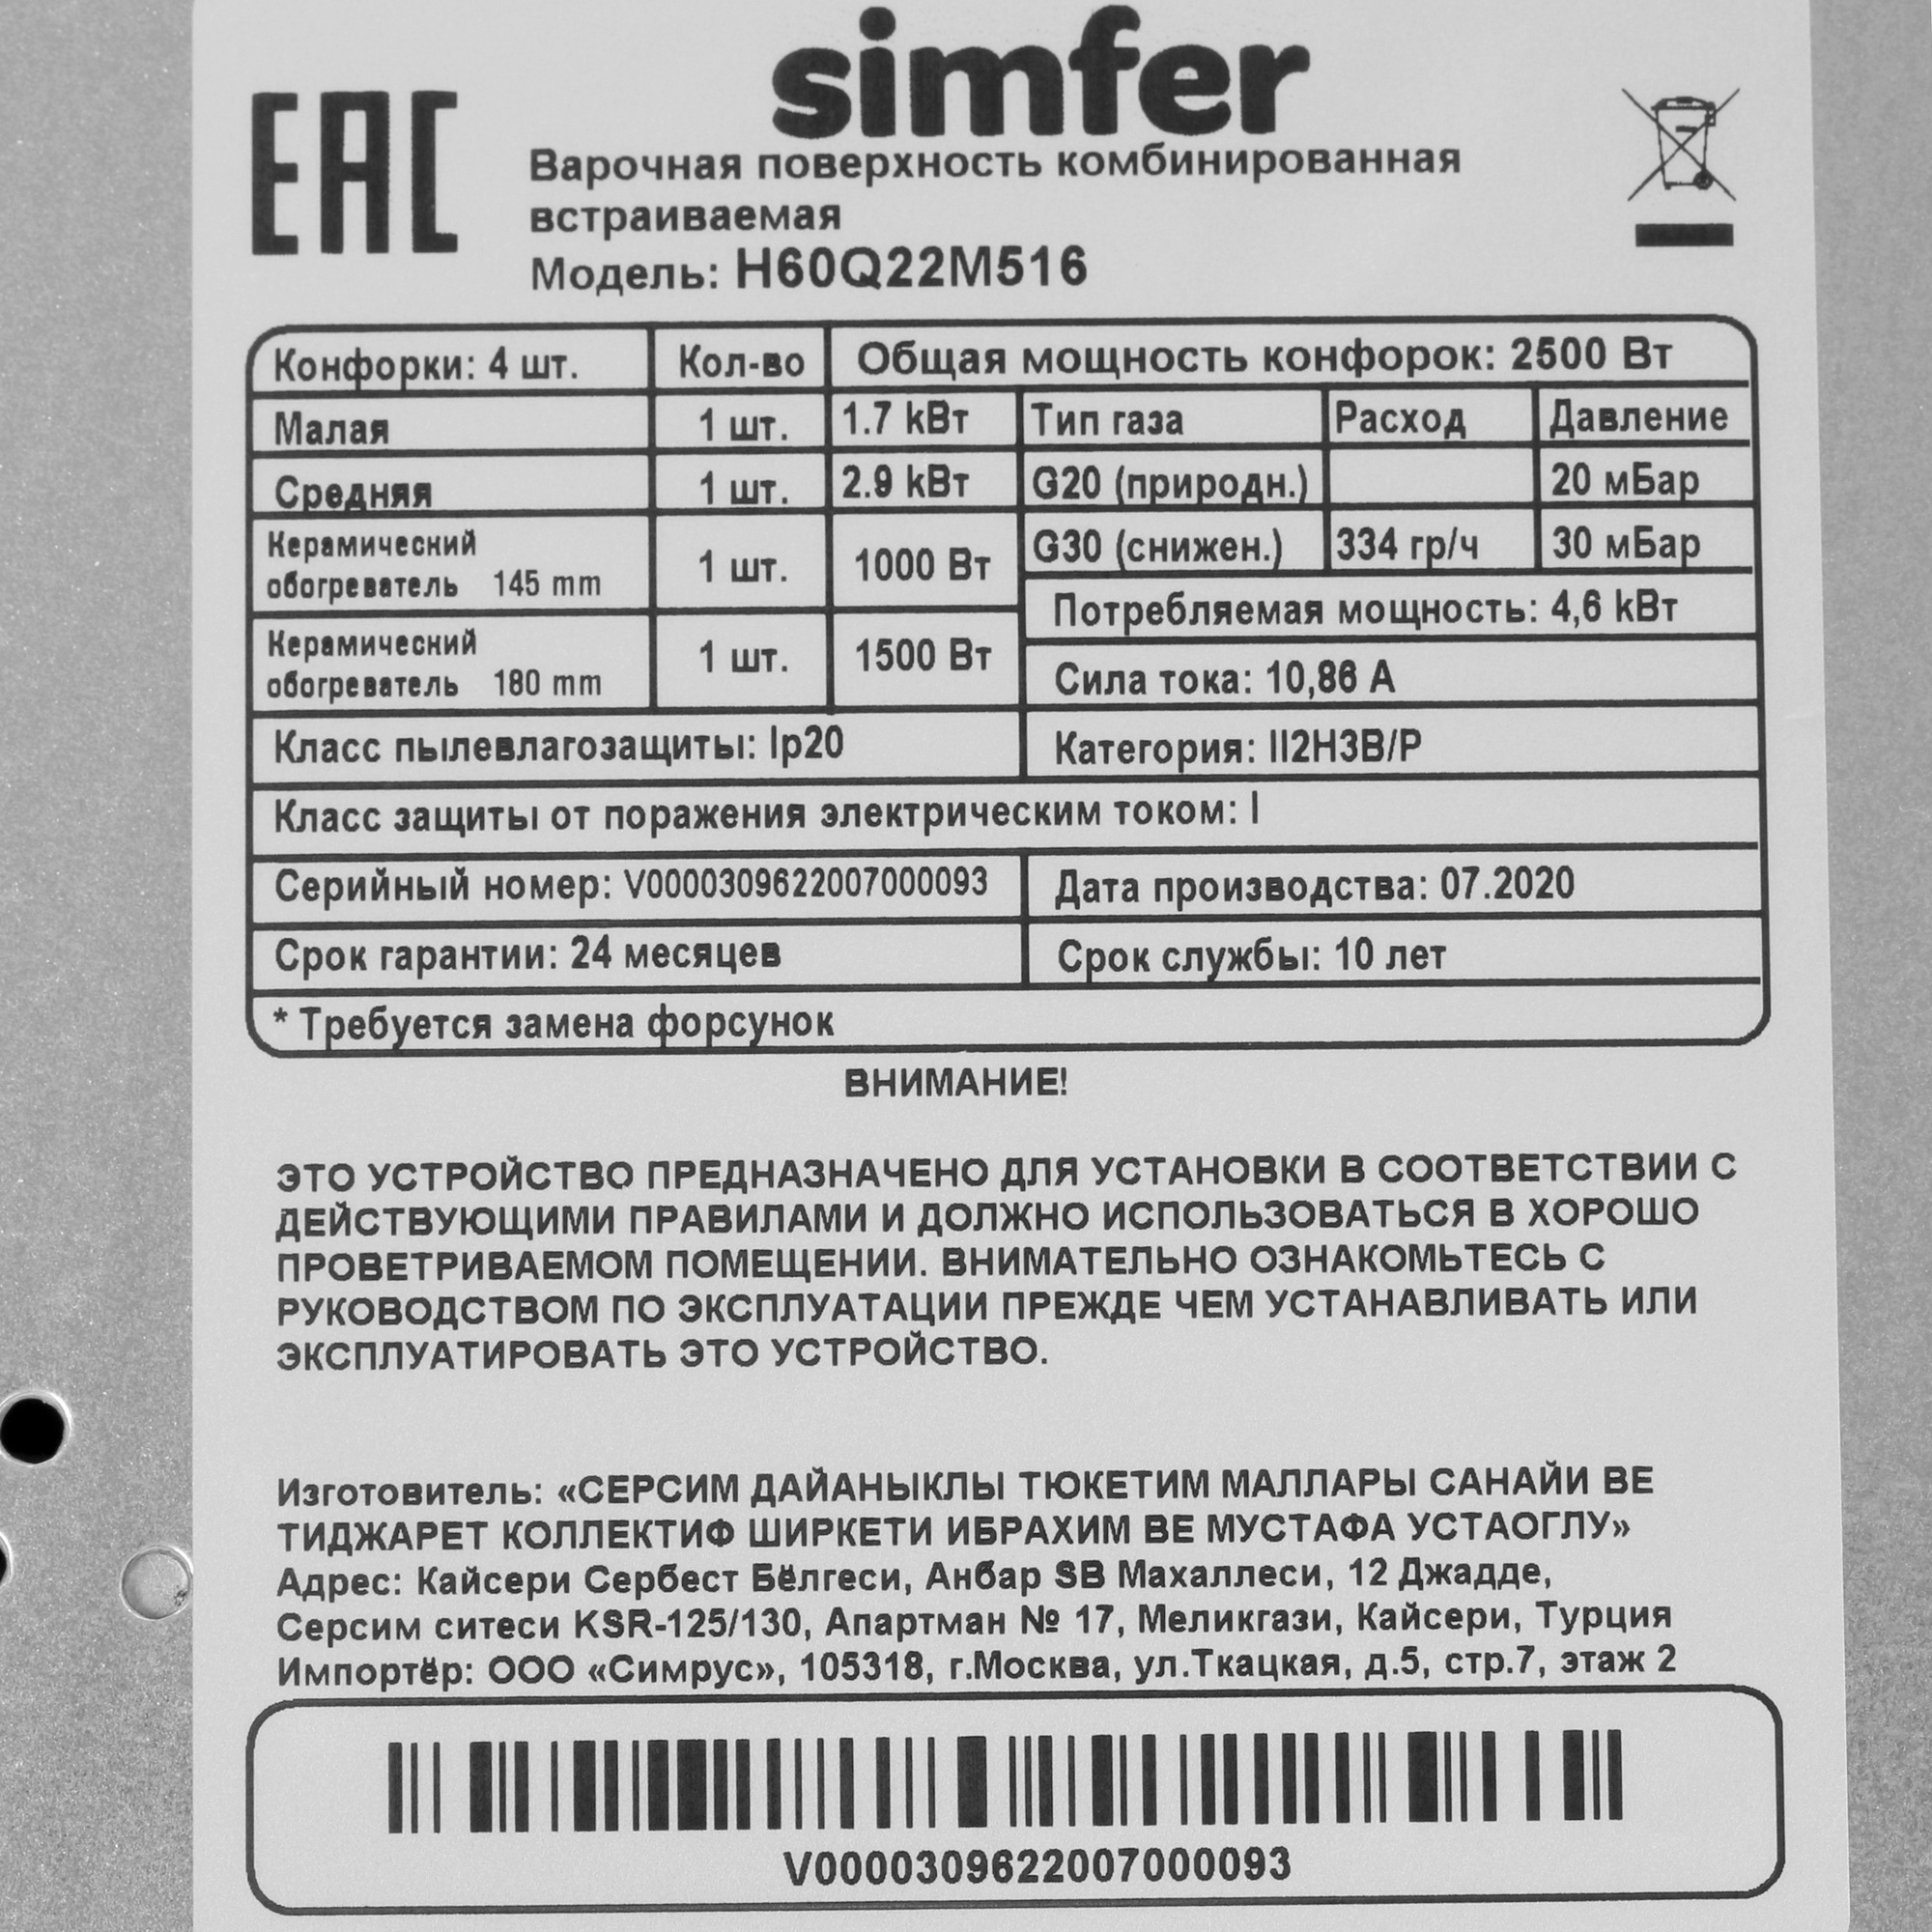 simfer
EAC
Варочная поверхность комбинированная
встраиваемая
Модель: H60Q22M516
Конфорки: 4 шт. Кол-во Общая мощность конфорок: 2500 Вт
Малая 1 шт. 1.7 kВт Тип газа Расход Давление
Средняя 1 шт. 2.9 kВт G20 (природн.) 20 мБар
Керамический обогреватель 145 mm 1 шт. 1000 Вт G30 (снижен.) 334 гр/ч 30 мБар
Потребляемая мощность: 4,6 kВт
Керамический обогреватель 180 mm 1 шт. 1500 Вт Сила тока: 10,86 А
Класс пылевлагозащиты: Ip20 Категория: II2H3B/P
Класс защиты от поражения электрическим током: I
Серийный номер: V0000309622007000093 Дата производства: 07.2020
Срок гарантии: 24 месяцев Срок службы: 10 лет
* Требуется замена форсунок
ВНИМАНИЕ!
ЭТО УСТРОЙСТВО ПРЕДНАЗНАЧЕНО ДЛЯ УСТАНОВКИ В СООТВЕТСТВИИ С
ДЕЙСТВУЮЩИМИ ПРАВИЛАМИ И ДОЛЖНО ИСПОЛЬЗОВАТЬСЯ В ХОРОШО
ПРОВЕТРИВАЕМОМ ПОМЕЩЕНИИ. ВНИМАТЕЛЬНО ОЗНАКОМЬТЕСЬ С
РУКОВОДСТВОМ ПО ЭКСПЛУАТАЦИИ ПРЕЖДЕ ЧЕМ УСТАНАВЛИВАТЬ ИЛИ
ЭКСПЛУАТИРОВАТЬ ЭТО УСТРОЙСТВО.
Изготовитель: «СЕРСИМ ДАЙАНЫКЛЫ ТЮКЕТИМ МАЛЛАРЫ САНАЙИ ВЕ
ТИДЖАРЕТ КОЛЛЕКТИФ ШИРКЕТИ ИБРАХИМ ВЕ МУСТАФА УСТАОГЛУ»
Адрес: Кайсери Сербест Бёлгеси, Анбар SB Махаллеси, 12 Джадде,
Серсим ситеси KSR-125/130, Апартман № 17, Меликгази, Кайсери, Турция
Импортёр: ООО «Симрус», 105318, г.Москва, ул.Ткацкая, д.5, стр.7, этаж 2
V0000309622007000093